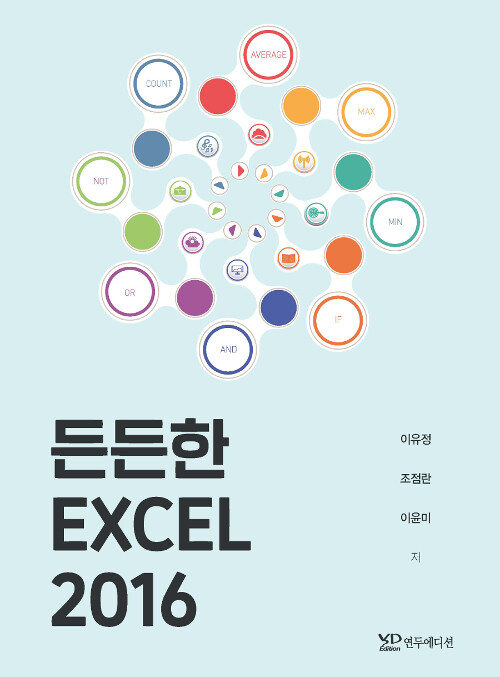 AVERAGE
COUNT
MAX
NOT
MIN
OR
IF
AND
든든한
EXCEL
2016
이유정
조점란
이윤미
저
YD
Edition
연두에디션